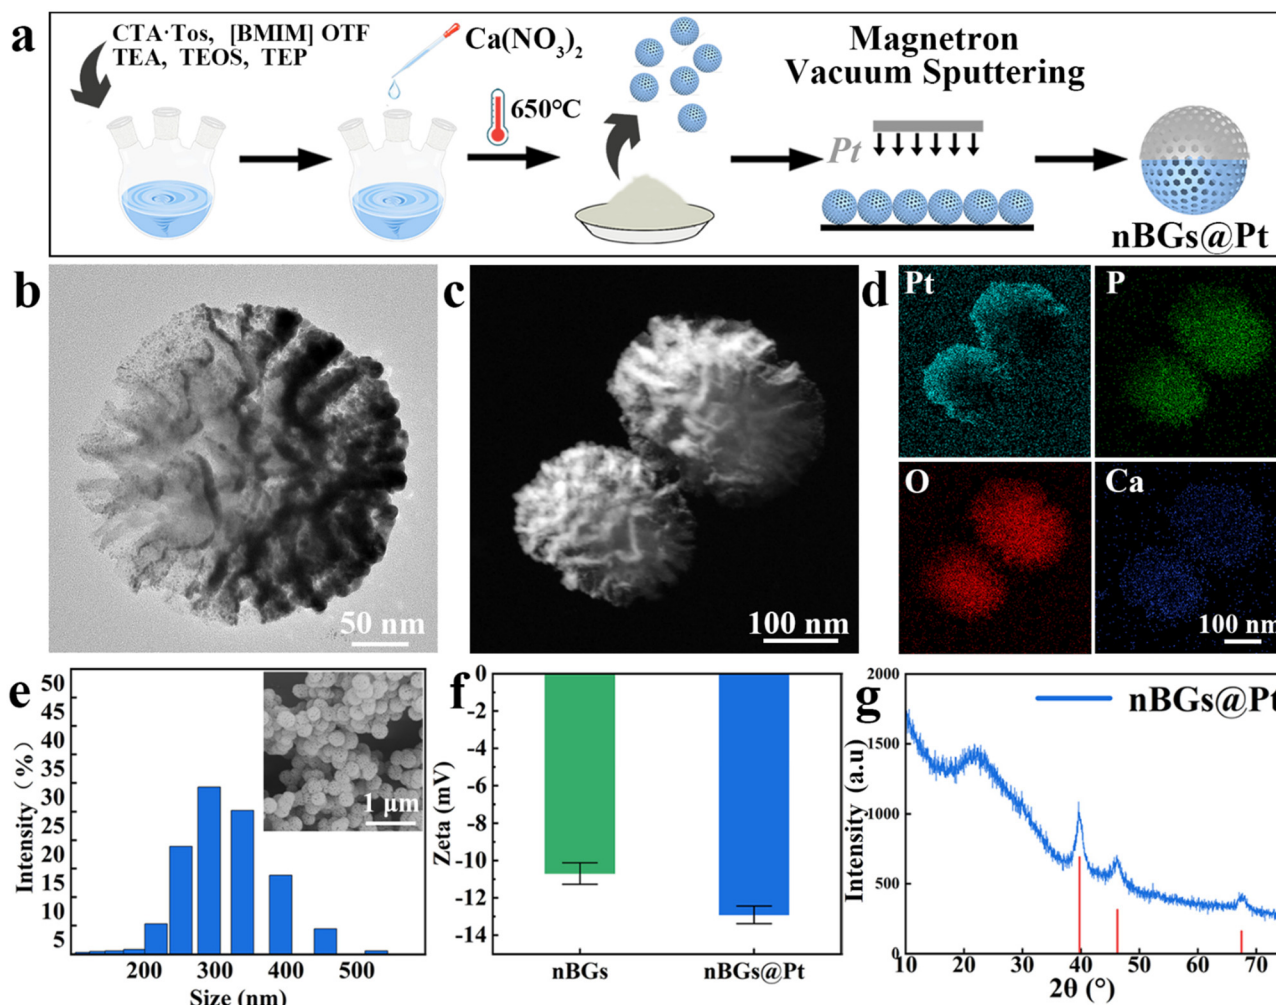 a
CTA·Tos, [BMIM] OTF
TEA, TEOS, TEP
Ca(NO3)2
650°C
Magnetron
Vacuum Sputtering
Pt
nBGs@Pt
b
50 nm
c
100 nm
d
Pt
P
O
Ca
100 nm
e
Intensity (%)
50
45
30
35
30
20
20
10
10
5
200
300
400
500
Size (nm)
1 μm
f
Zeta (mV)
0
-2
-4
-6
-8
-10
-12
-14
nBGs
nBGs@Pt
g
nBGs@Pt
Intensity (a.u)
2000
1500
1000
500
0
10
20
30
40
50
60
70
2θ (°)